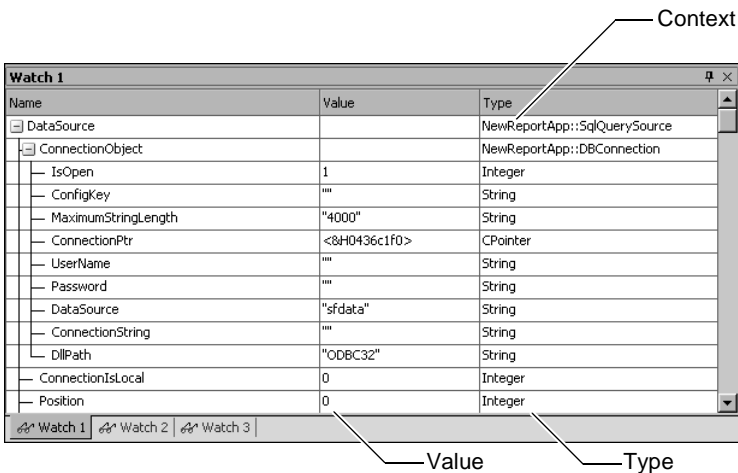 Context
Watch 1
Name Value Type
DataSource NewReportApp::SqlQuerySource
ConnectionObject NewReportApp::DBConnection
IsOpen 1 Integer
ConfigKey "" String
MaximumStringLength "4000" String
ConnectionPtr <&H0436c1f0> CPointer
UserName "" String
Password "" String
DataSource "sfdata" String
ConnectionString "" String
DllPath "ODBC32" String
ConnectionIsLocal 0 Integer
Position 0 Integer
Watch 1 Watch 2 Watch 3
Value Type